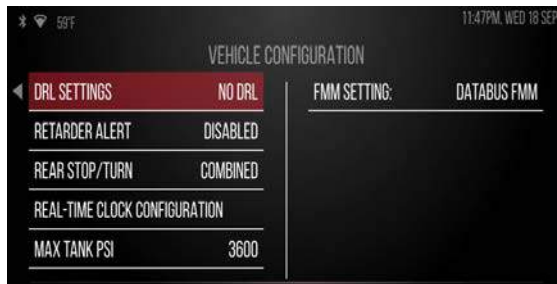 59°F
11:47PM, WED 18 SEP
VEHICLE CONFIGURATION
DRL SETTINGS NO DRL
RETARDER ALERT DISABLED
REAR STOP/TURN COMBINED
REAL-TIME CLOCK CONFIGURATION
MAX TANK PSI 3600
FMM SETTING: DATABUS FMM